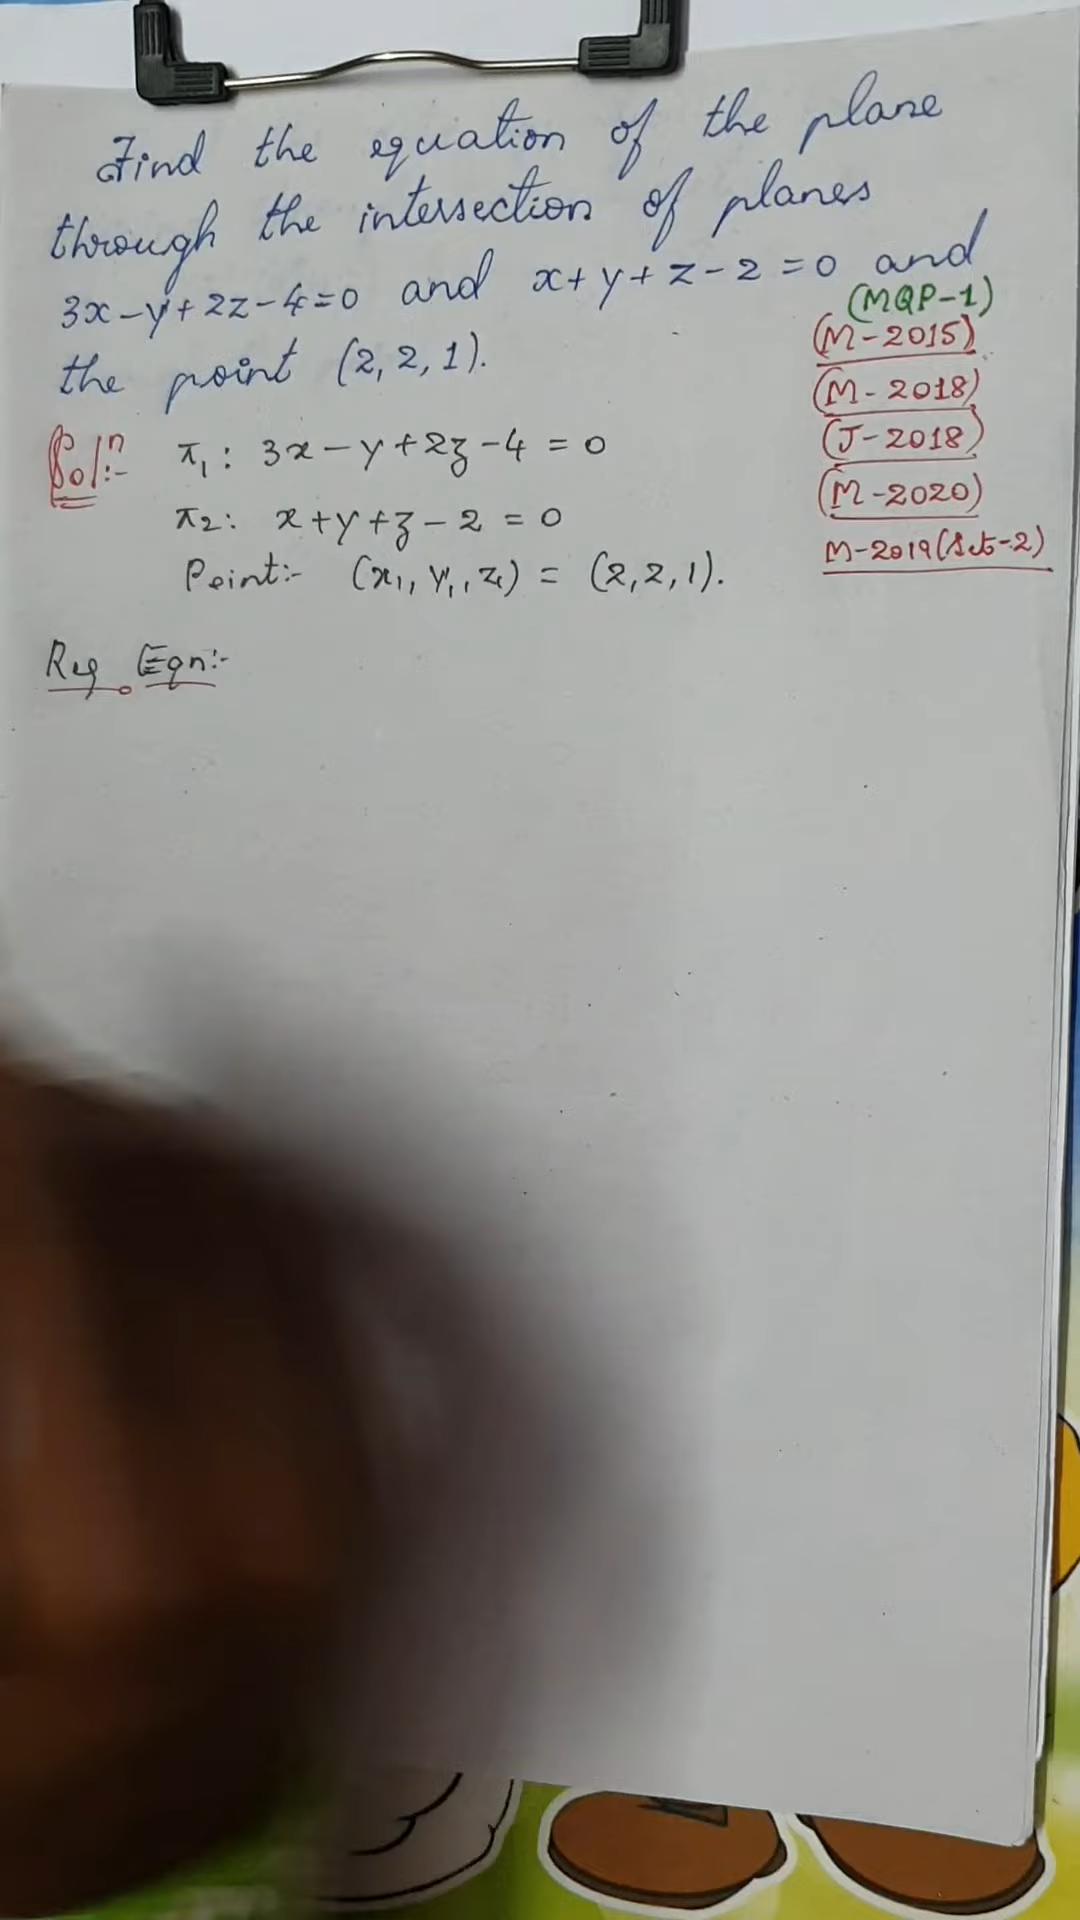 Find the equation of the plane
through the intersection of planes
3x-y+2z-4=0 and x+y+z-2=0 and
(MQP-1)
the point (2,2,1).
(M-2015)
(M-2018)
(J-2018)
(M-2020)
M-2019(Set-2)
Solⁿ:- π₁: 3x-y+2z-4=0
π₂: x+y+z-2=0
Point:- (x₁, y₁, z₁) = (2,2,1).
Req. Eqn:-